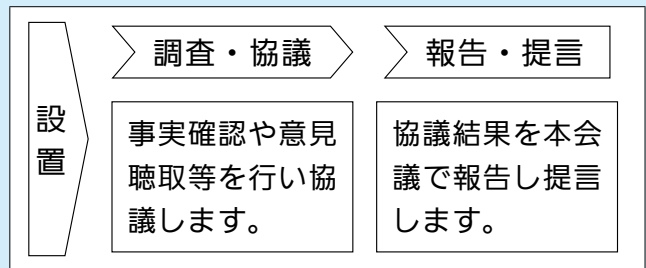 設置
調査・協議
報告・提言
事実確認や意見
聴取等を行い協
議します。
協議結果を本会
議で報告し提言
します。